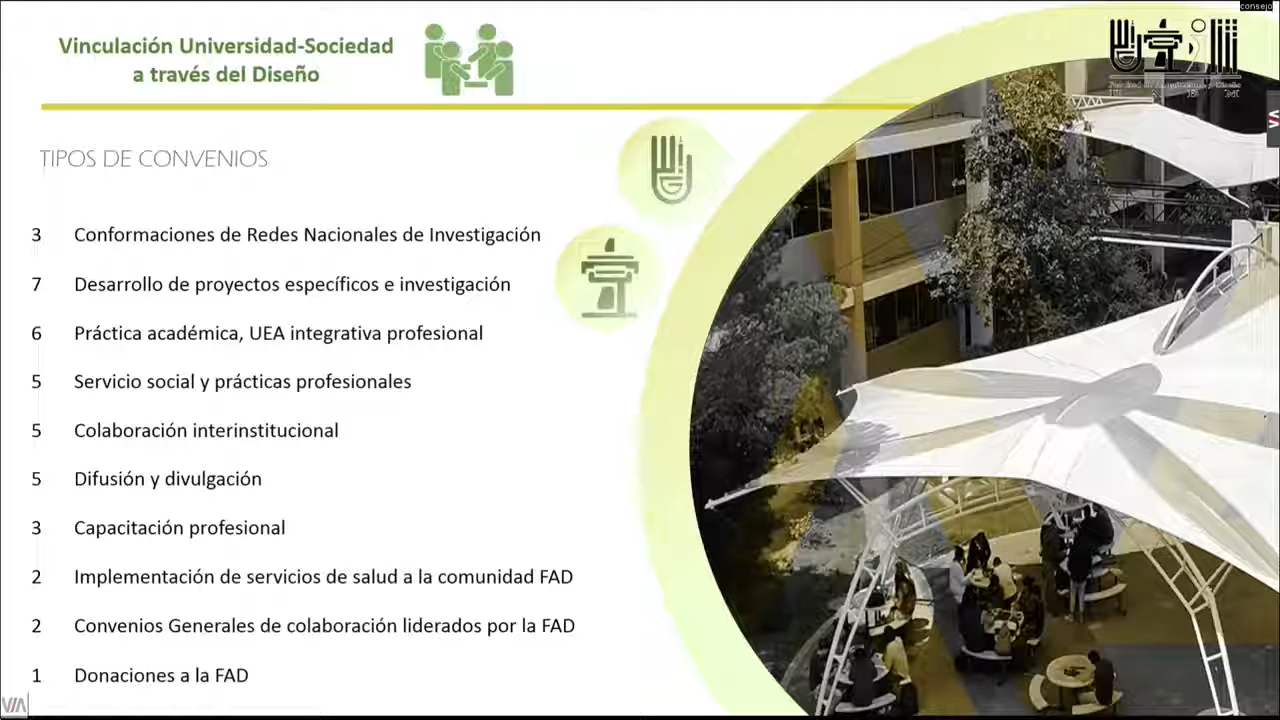 consejo
Vinculación Universidad-Sociedad
a través del Diseño
TIPOS DE CONVENIOS
3 Conformaciones de Redes Nacionales de Investigación
7 Desarrollo de proyectos específicos e investigación
6 Práctica académica, UEA integrativa profesional
5 Servicio social y prácticas profesionales
5 Colaboración interinstitucional
5 Difusión y divulgación
3 Capacitación profesional
2 Implementación de servicios de salud a la comunidad FAD
2 Convenios Generales de colaboración liderados por la FAD
1 Donaciones a la FAD
VIA